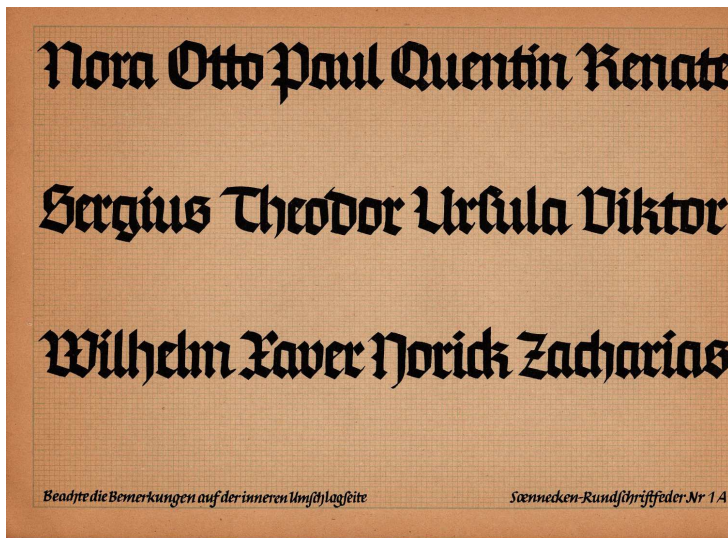 Nora Otto Paul Quentin Renate
Sergius Theodor Urſula Viktor
Wilhelm Xaver Yorick Zacharias
Beachte die Bemerkungen auf der inneren Umſchlagſeite
Sœnnecken-Rundſchriftfeder Nr 1 A